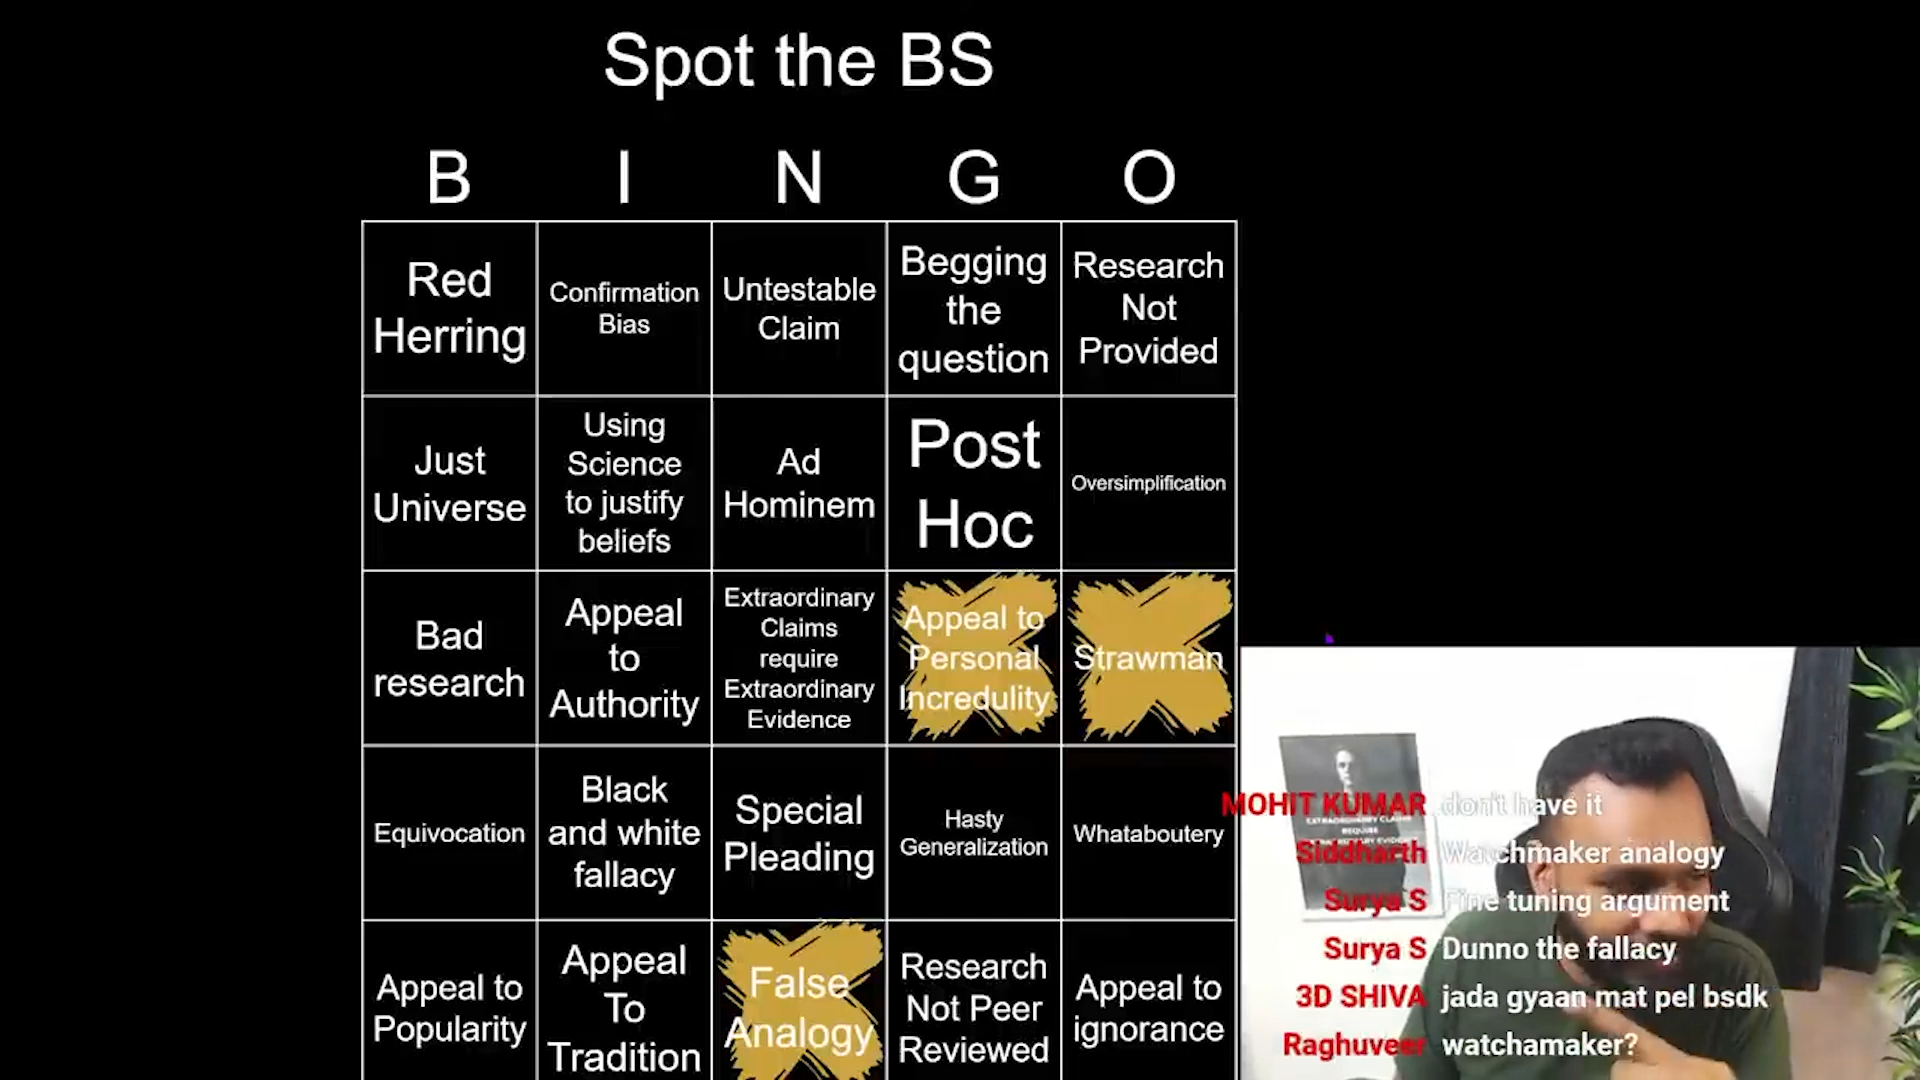 Spot the BS
B I N G O
Red
Herring
Confirmation
Bias
Untestable
Claim
Begging
the
question
Research
Not
Provided
Just
Universe
Using
Science
to justify
beliefs
Ad
Hominem
Post
Hoc
Oversimplification
Bad
research
Appeal
to
Authority
Extraordinary
Claims
require
Extraordinary
Evidence
Appeal to
Personal
Incredulity
Strawman
Equivocation
Black
and white
fallacy
Special
Pleading
Hasty
Generalization
Whataboutery
Appeal to
Popularity
Appeal
To
Tradition
False
Analogy
Research
Not Peer
Reviewed
Appeal to
ignorance
EXTRAORDINARY CLAIMS
REQUIRE
MOHIT KUMAR don't have it
Siddharth Watchmaker analogy
Surya S Fine tuning argument
Surya S Dunno the fallacy
3D SHIVA jada gyaan mat pel bsdk
Raghuveer watchamaker?